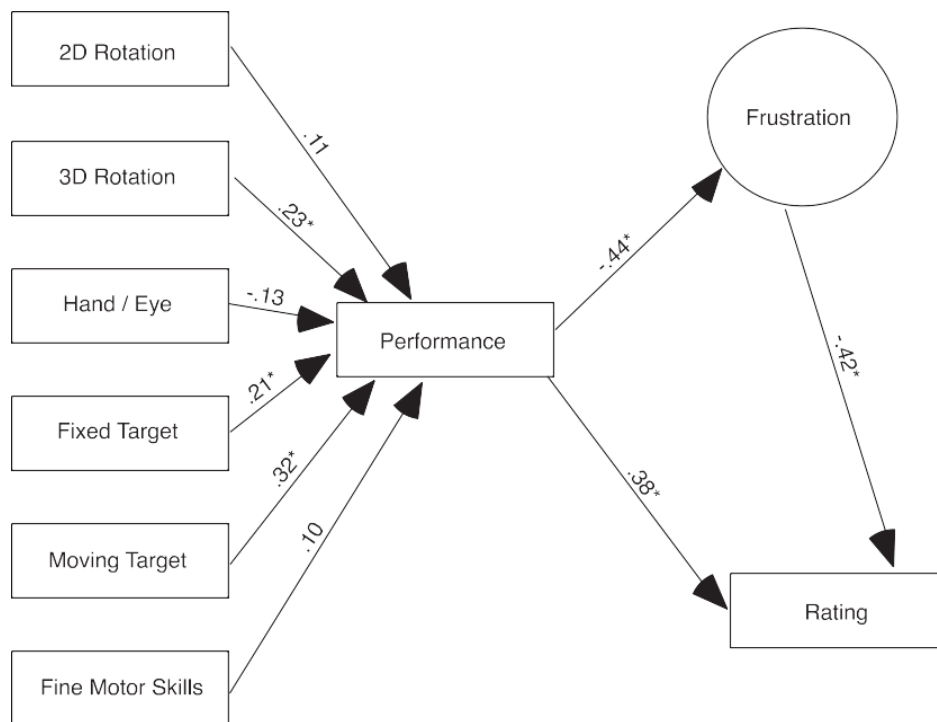 2D Rotation
3D Rotation
Hand / Eye
Fixed Target
Moving Target
Fine Motor Skills
.11
.23*
-.13
.21*
.32*
.10
Performance
-.44*
.38*
Frustration
-.42*
Rating